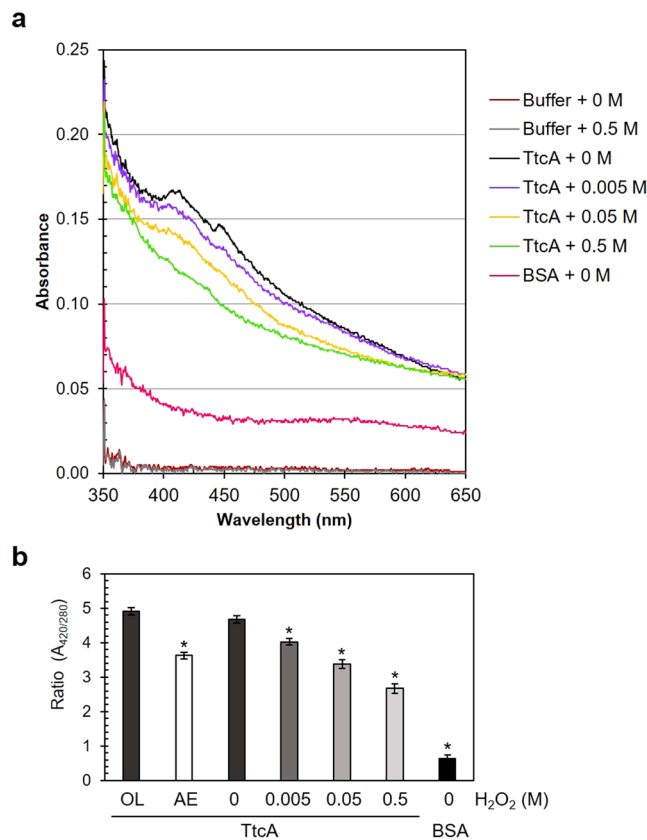 a
0.25
0.20
0.15
0.10
0.05
0.00
Absorbance
350 400 450 500 550 600 650
Wavelength (nm)
Buffer + 0 M
Buffer + 0.5 M
TtcA + 0 M
TtcA + 0.005 M
TtcA + 0.05 M
TtcA + 0.5 M
BSA + 0 M
b
6
5
4
3
2
1
0
Ratio (A420/280)
* * * * *
OL AE 0 0.005 0.05 0.5 0 H₂O₂ (M)
TtcA BSA